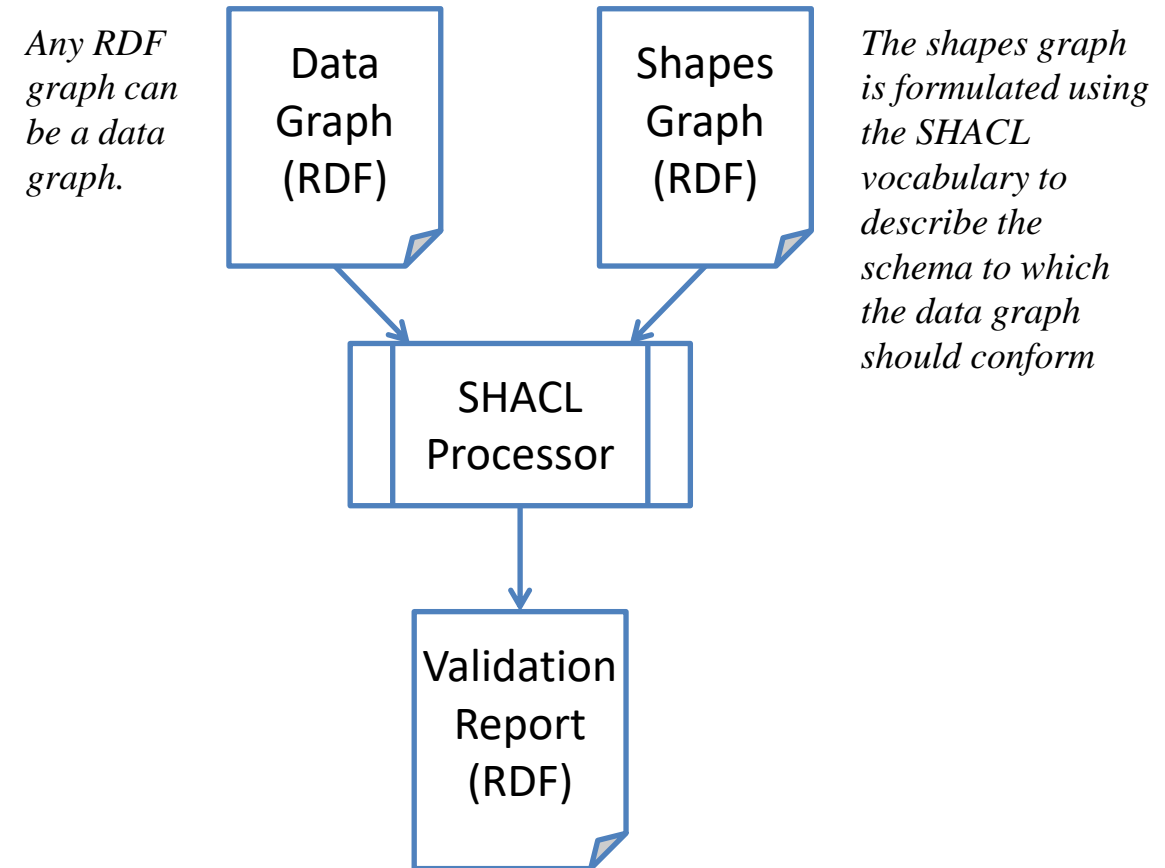 Any RDF
graph can
be a data
graph.
Data
Graph
(RDF)
Shapes
Graph
(RDF)
The shapes graph
is formulated using
the SHACL
vocabulary to
describe the
schema to which
the data graph
should conform
SHACL
Processor
Validation
Report
(RDF)